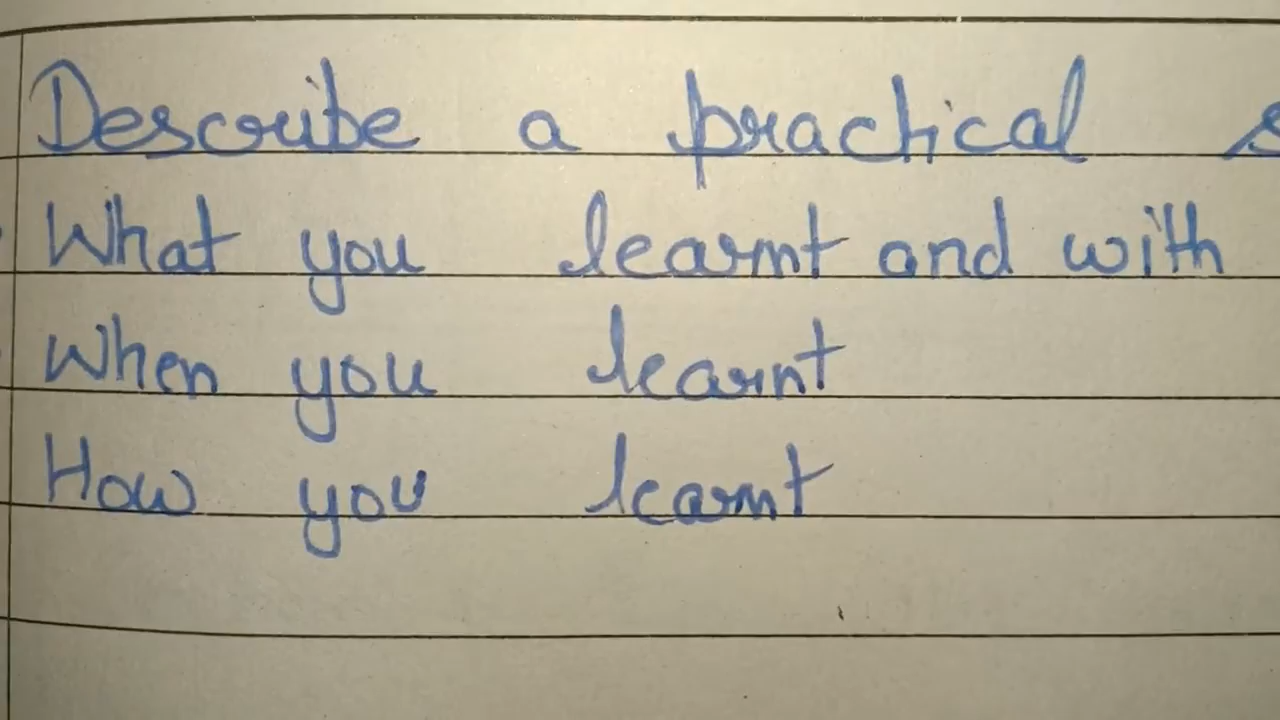 Describe a practical s
What you learnt and with
When you learnt
How you learnt